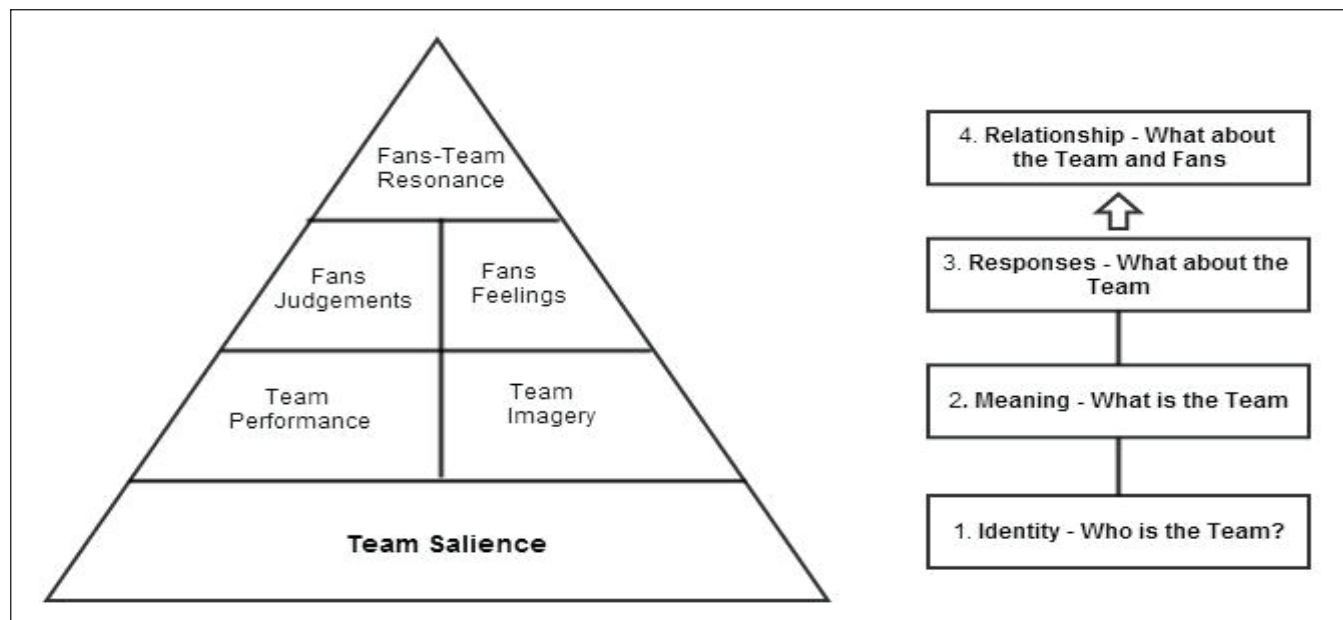 Fans-Team
Resonance
Fans
Judgements
Fans
Feelings
Team
Performance
Team
Imagery
Team Salience
4. Relationship - What about
the Team and Fans
3. Responses - What about the
Team
2. Meaning - What is the Team
1. Identity - Who is the Team?